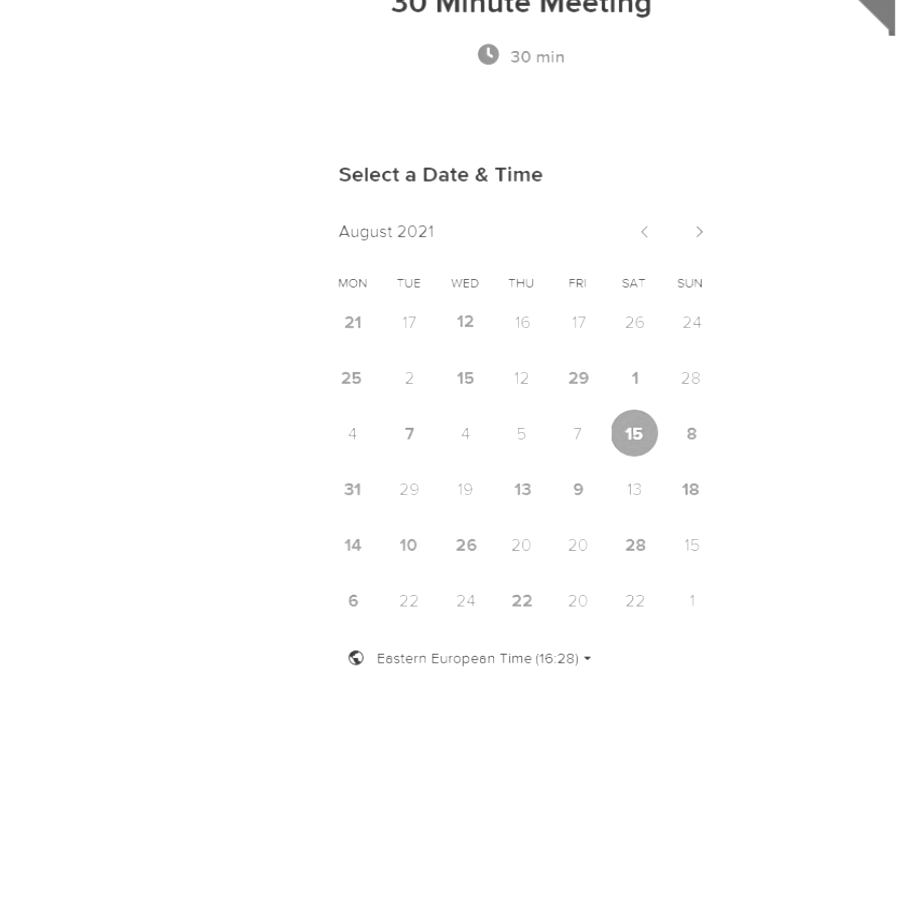 30 Minute Meeting
30 min
Select a Date & Time
August 2021
MON TUE WED THU FRI SAT SUN
21 17 12 16 17 26 24
25 2 15 12 29 1 28
4 7 4 5 7 15 8
31 29 19 13 9 13 18
14 10 26 20 20 28 15
6 22 24 22 20 22 1
Eastern European Time (16:28)